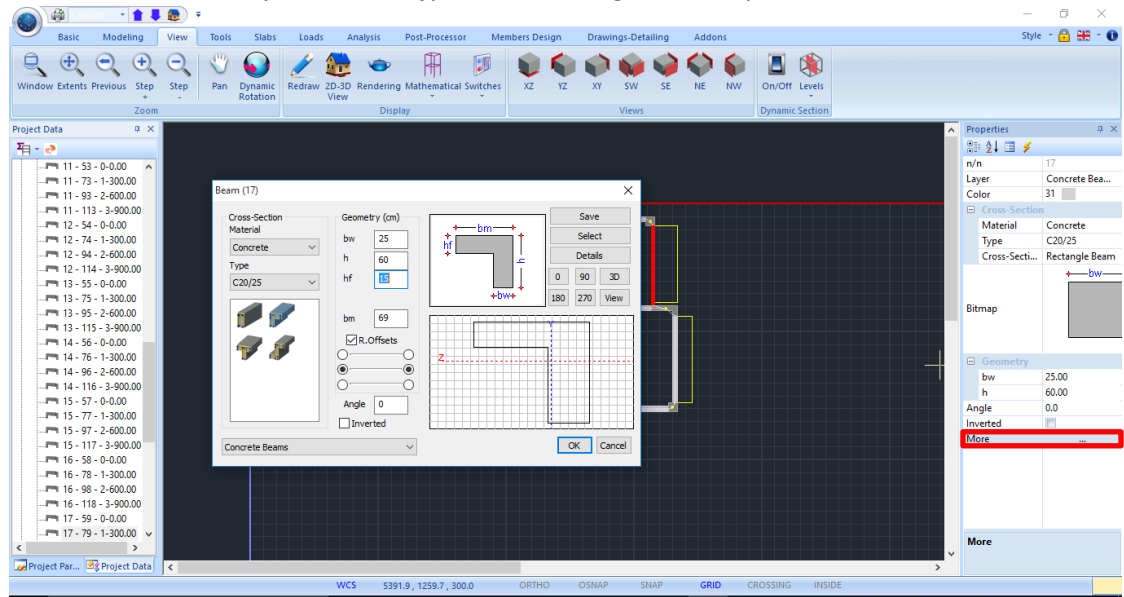 Basic Modeling View Tools Slabs Loads Analysis Post-Processor Members Design Drawings-Detailing Addons Style
Window Extents Previous Step + Step - Pan Dynamic Rotation Redraw 2D-3D View Rendering Mathematical Switches XZ YZ XY SW SE NE NW On/Off Levels
Zoom Display Views Dynamic Section
Project Data
11 - 53 - 0-0.00
11 - 73 - 1-300.00
11 - 93 - 2-600.00
11 - 113 - 3-900.00
12 - 54 - 0-0.00
12 - 74 - 1-300.00
12 - 94 - 2-600.00
12 - 114 - 3-900.00
13 - 55 - 0-0.00
13 - 75 - 1-300.00
13 - 95 - 2-600.00
13 - 115 - 3-900.00
14 - 56 - 0-0.00
14 - 76 - 1-300.00
14 - 96 - 2-600.00
14 - 116 - 3-900.00
15 - 57 - 0-0.00
15 - 77 - 1-300.00
15 - 97 - 2-600.00
15 - 117 - 3-900.00
16 - 58 - 0-0.00
16 - 78 - 1-300.00
16 - 98 - 2-600.00
16 - 118 - 3-900.00
17 - 59 - 0-0.00
17 - 79 - 1-300.00
Project Par... Project Data
Beam (17)
Cross-Section
Material
Concrete
Type
C20/25
Concrete Beams
Geometry (cm)
bw 25
h 60
hf 15
bm 69
R.Offsets
Angle 0
Inverted
bm
hf
h
bw
Save
Select
Details
0 90 3D
180 270 View
Y
Z
OK Cancel
Properties
n/n 17
Layer Concrete Bea...
Color 31
Cross-Section
Material Concrete
Type C20/25
Cross-Secti... Rectangle Beam
bw
Bitmap
Geometry
bw 25.00
h 60.00
Angle 0.0
Inverted
More ...
More
WCS 5391.9 , 1259.7 , 300.0 ORTHO OSNAP SNAP GRID CROSSING INSIDE